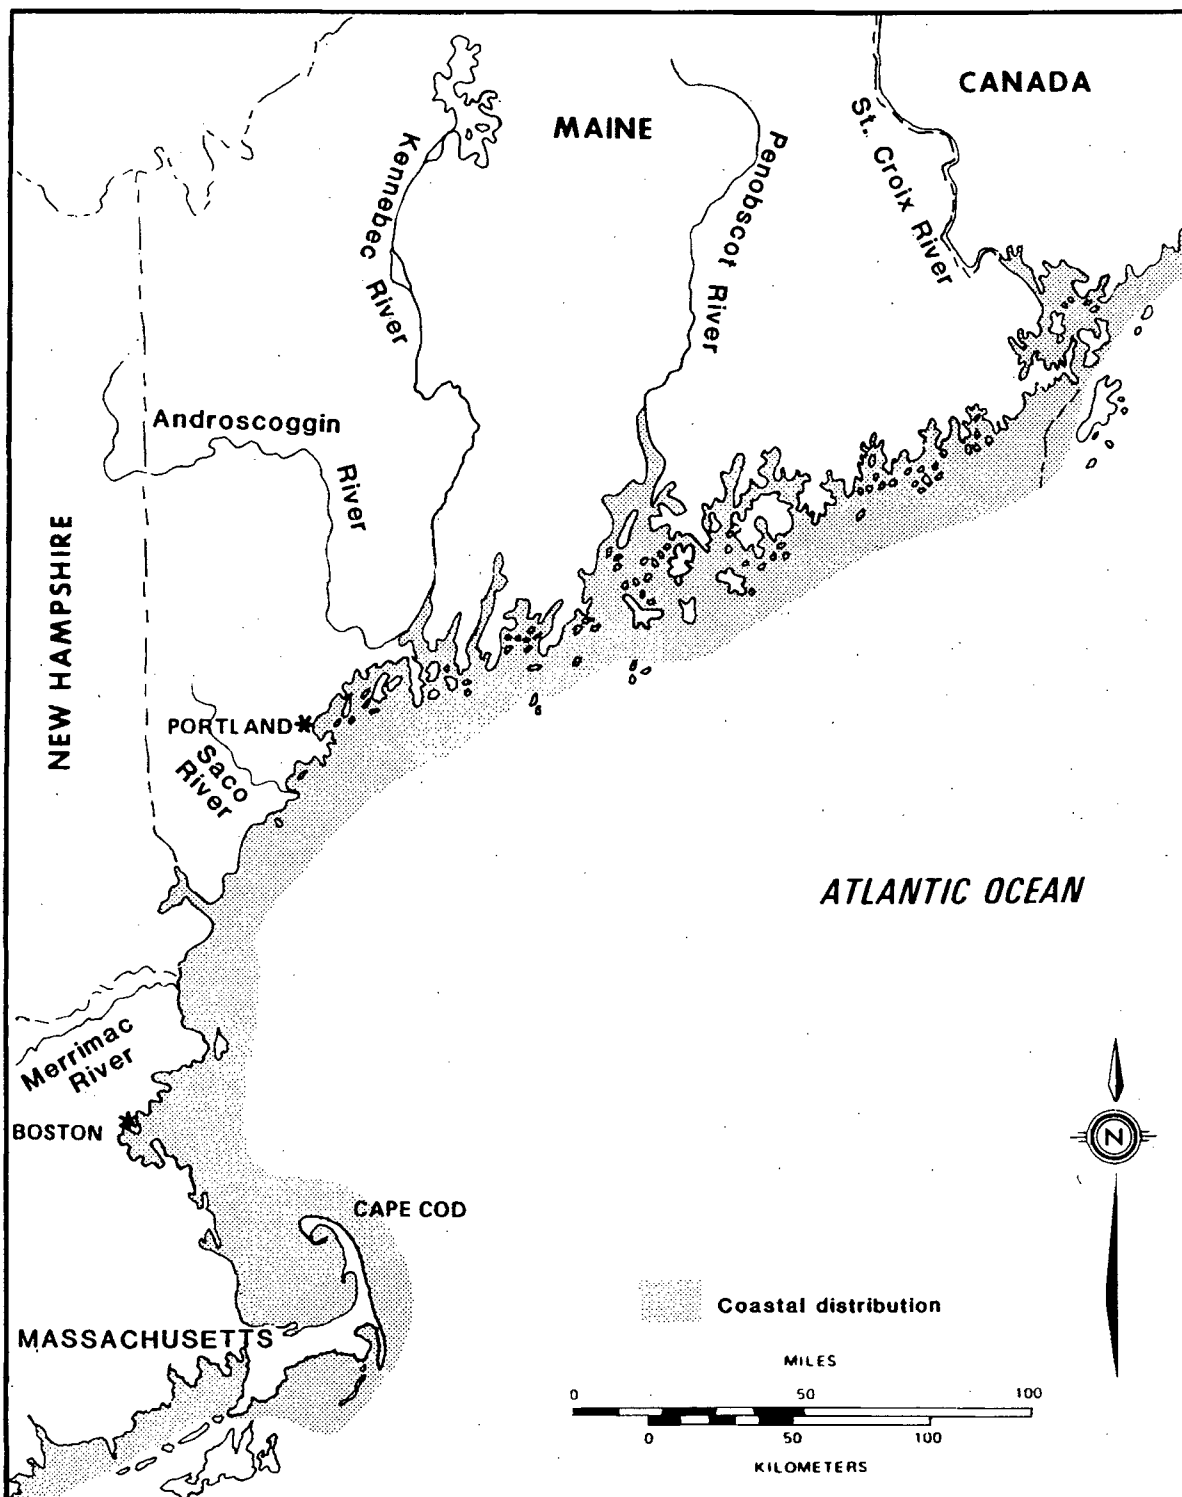 CANADA
MAINE
St. Croix River
Kennebec River
Penobscot River
Androscoggin
River
NEW HAMPSHIRE
PORTLAND
Saco
River
ATLANTIC OCEAN
Merrimac
River
BOSTON
N
CAPE COD
Coastal distribution
MASSACHUSETTS
MILES
0 50 100
0 50 100
KILOMETERS